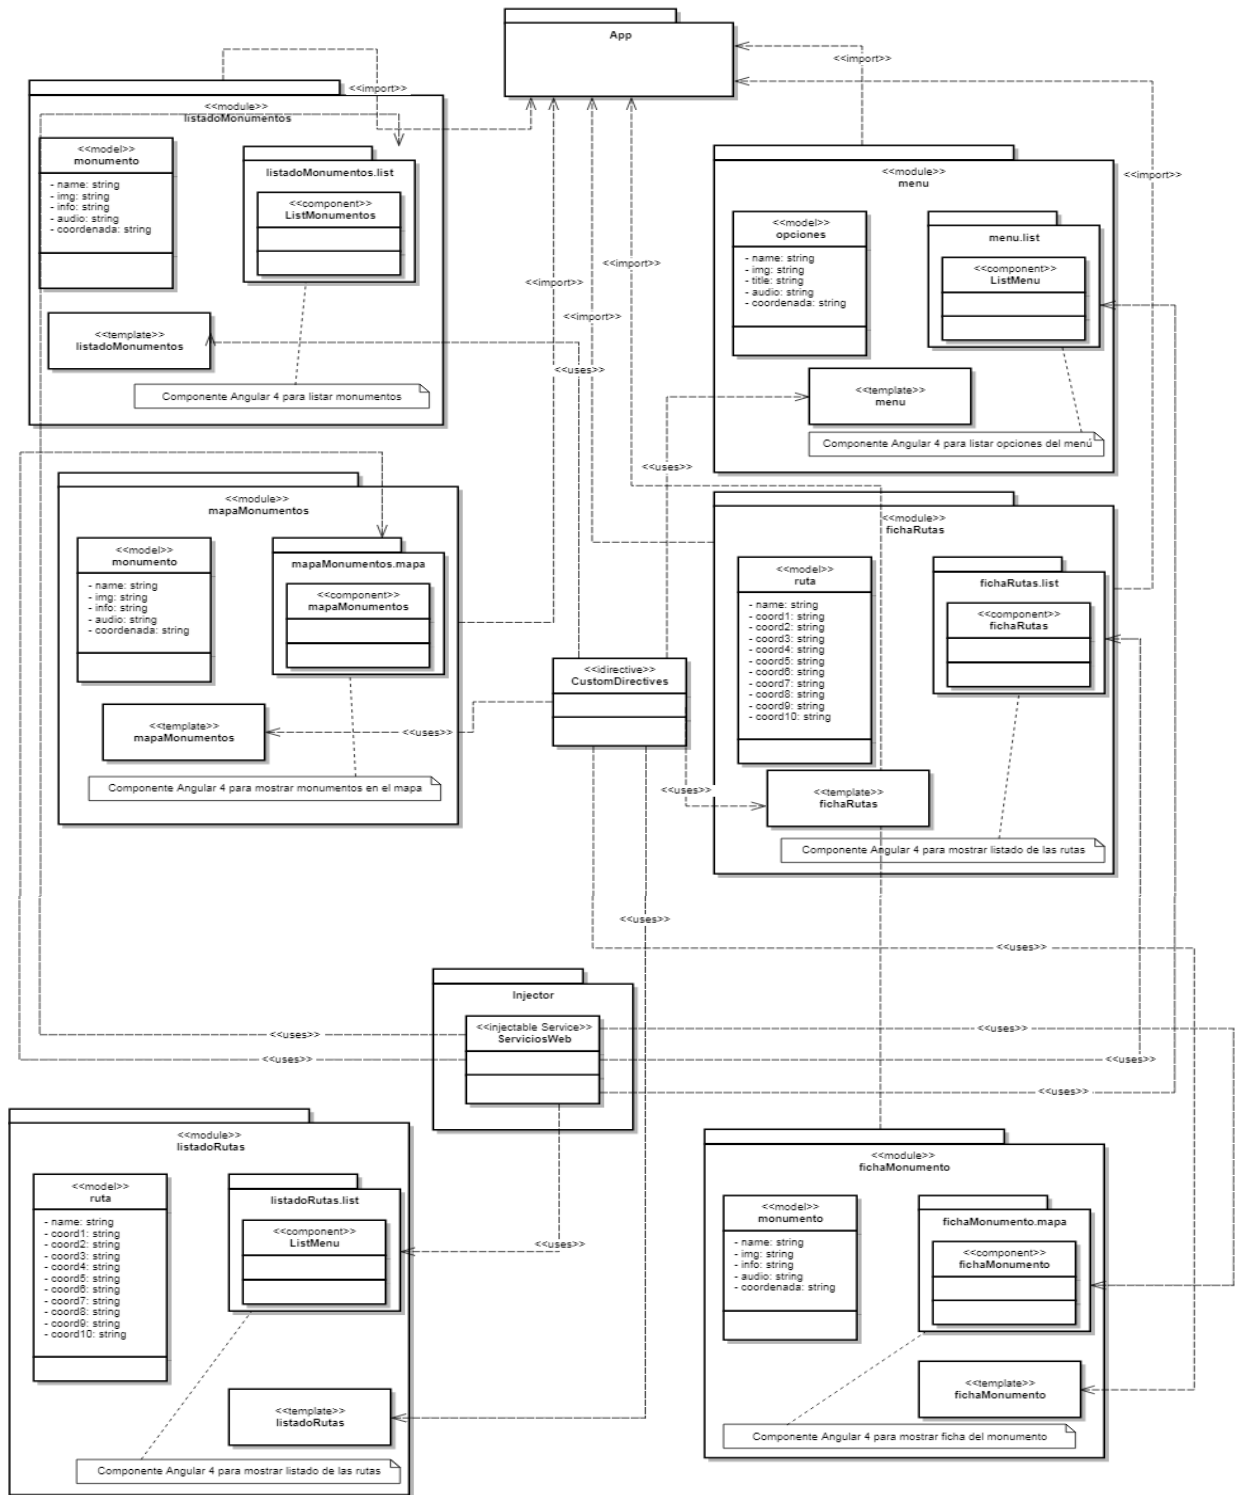 App
<<import>>
<<import>>
<<module>>
listadoMonumentos
<<model>>
monumento
- name: string
- img: string
- info: string
- audio: string
- coordenada: string
listadoMonumentos.list
<<component>>
ListMonumentos
<<template>>
listadoMonumentos
Componente Angular 4 para listar monumentos
<<import>>
<<import>>
<<import>>
<<uses>>
<<import>>
<<module>>
menu
<<model>>
opciones
- name: string
- img: string
- title: string
- audio: string
- coordenada: string
menu.list
<<component>>
ListMenu
<<template>>
menu
Componente Angular 4 para listar opciones del menú
<<uses>>
<<module>>
mapaMonumentos
<<model>>
monumento
- name: string
- img: string
- info: string
- audio: string
- coordenada: string
mapaMonumentos.mapa
<<component>>
mapaMonumentos
<<template>>
mapaMonumentos
Componente Angular 4 para mostrar monumentos en el mapa
<<uses>>
<<idirective>>
CustomDirectives
<<uses>>
<<module>>
fichaRutas
<<model>>
ruta
- name: string
- coord1: string
- coord2: string
- coord3: string
- coord4: string
- coord5: string
- coord6: string
- coord7: string
- coord8: string
- coord9: string
- coord10: string
fichaRutas.list
<<component>>
fichaRutas
<<template>>
fichaRutas
Componente Angular 4 para mostrar listado de las rutas
<<uses>>
<<uses>>
Injector
<<injectable Service>>
ServiciosWeb
<<uses>>
<<uses>>
<<uses>>
<<uses>>
<<uses>>
<<module>>
listadoRutas
<<model>>
ruta
- name: string
- coord1: string
- coord2: string
- coord3: string
- coord4: string
- coord5: string
- coord6: string
- coord7: string
- coord8: string
- coord9: string
- coord10: string
listadoRutas.list
<<component>>
ListMenu
<<template>>
listadoRutas
Componente Angular 4 para mostrar listado de las rutas
<<module>>
fichaMonumento
<<model>>
monumento
- name: string
- img: string
- info: string
- audio: string
- coordenada: string
fichaMonumento.mapa
<<component>>
fichaMonumento
<<template>>
fichaMonumento
Componente Angular 4 para mostrar ficha del monumento